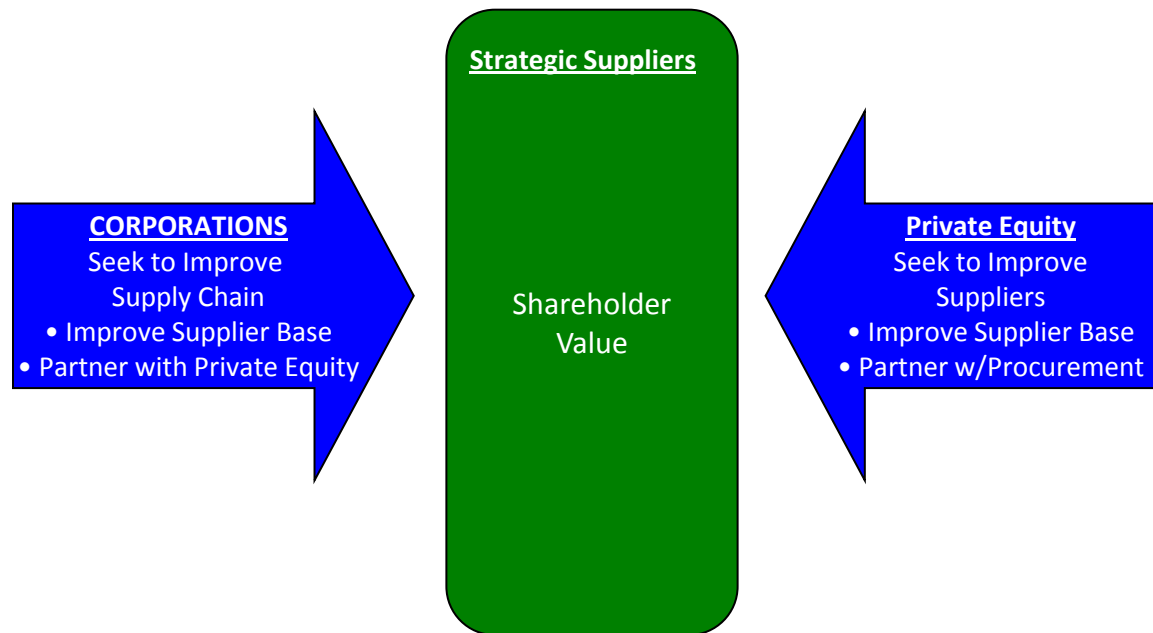 Strategic Suppliers
CORPORATIONS
Seek to Improve
Supply Chain
• Improve Supplier Base
• Partner with Private Equity
Shareholder
Value
Private Equity
Seek to Improve
Suppliers
• Improve Supplier Base
• Partner w/Procurement